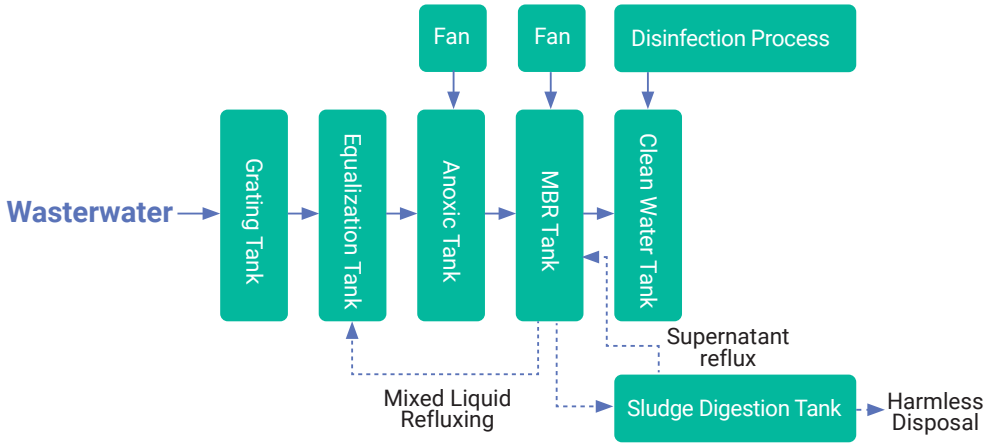 Fan
Fan
Disinfection Process
Wasterwater
Grating Tank
Equalization Tank
Anoxic Tank
MBR Tank
Clean Water Tank
Supernatant
reflux
Mixed Liquid
Refluxing
Sludge Digestion Tank
Harmless
Disposal